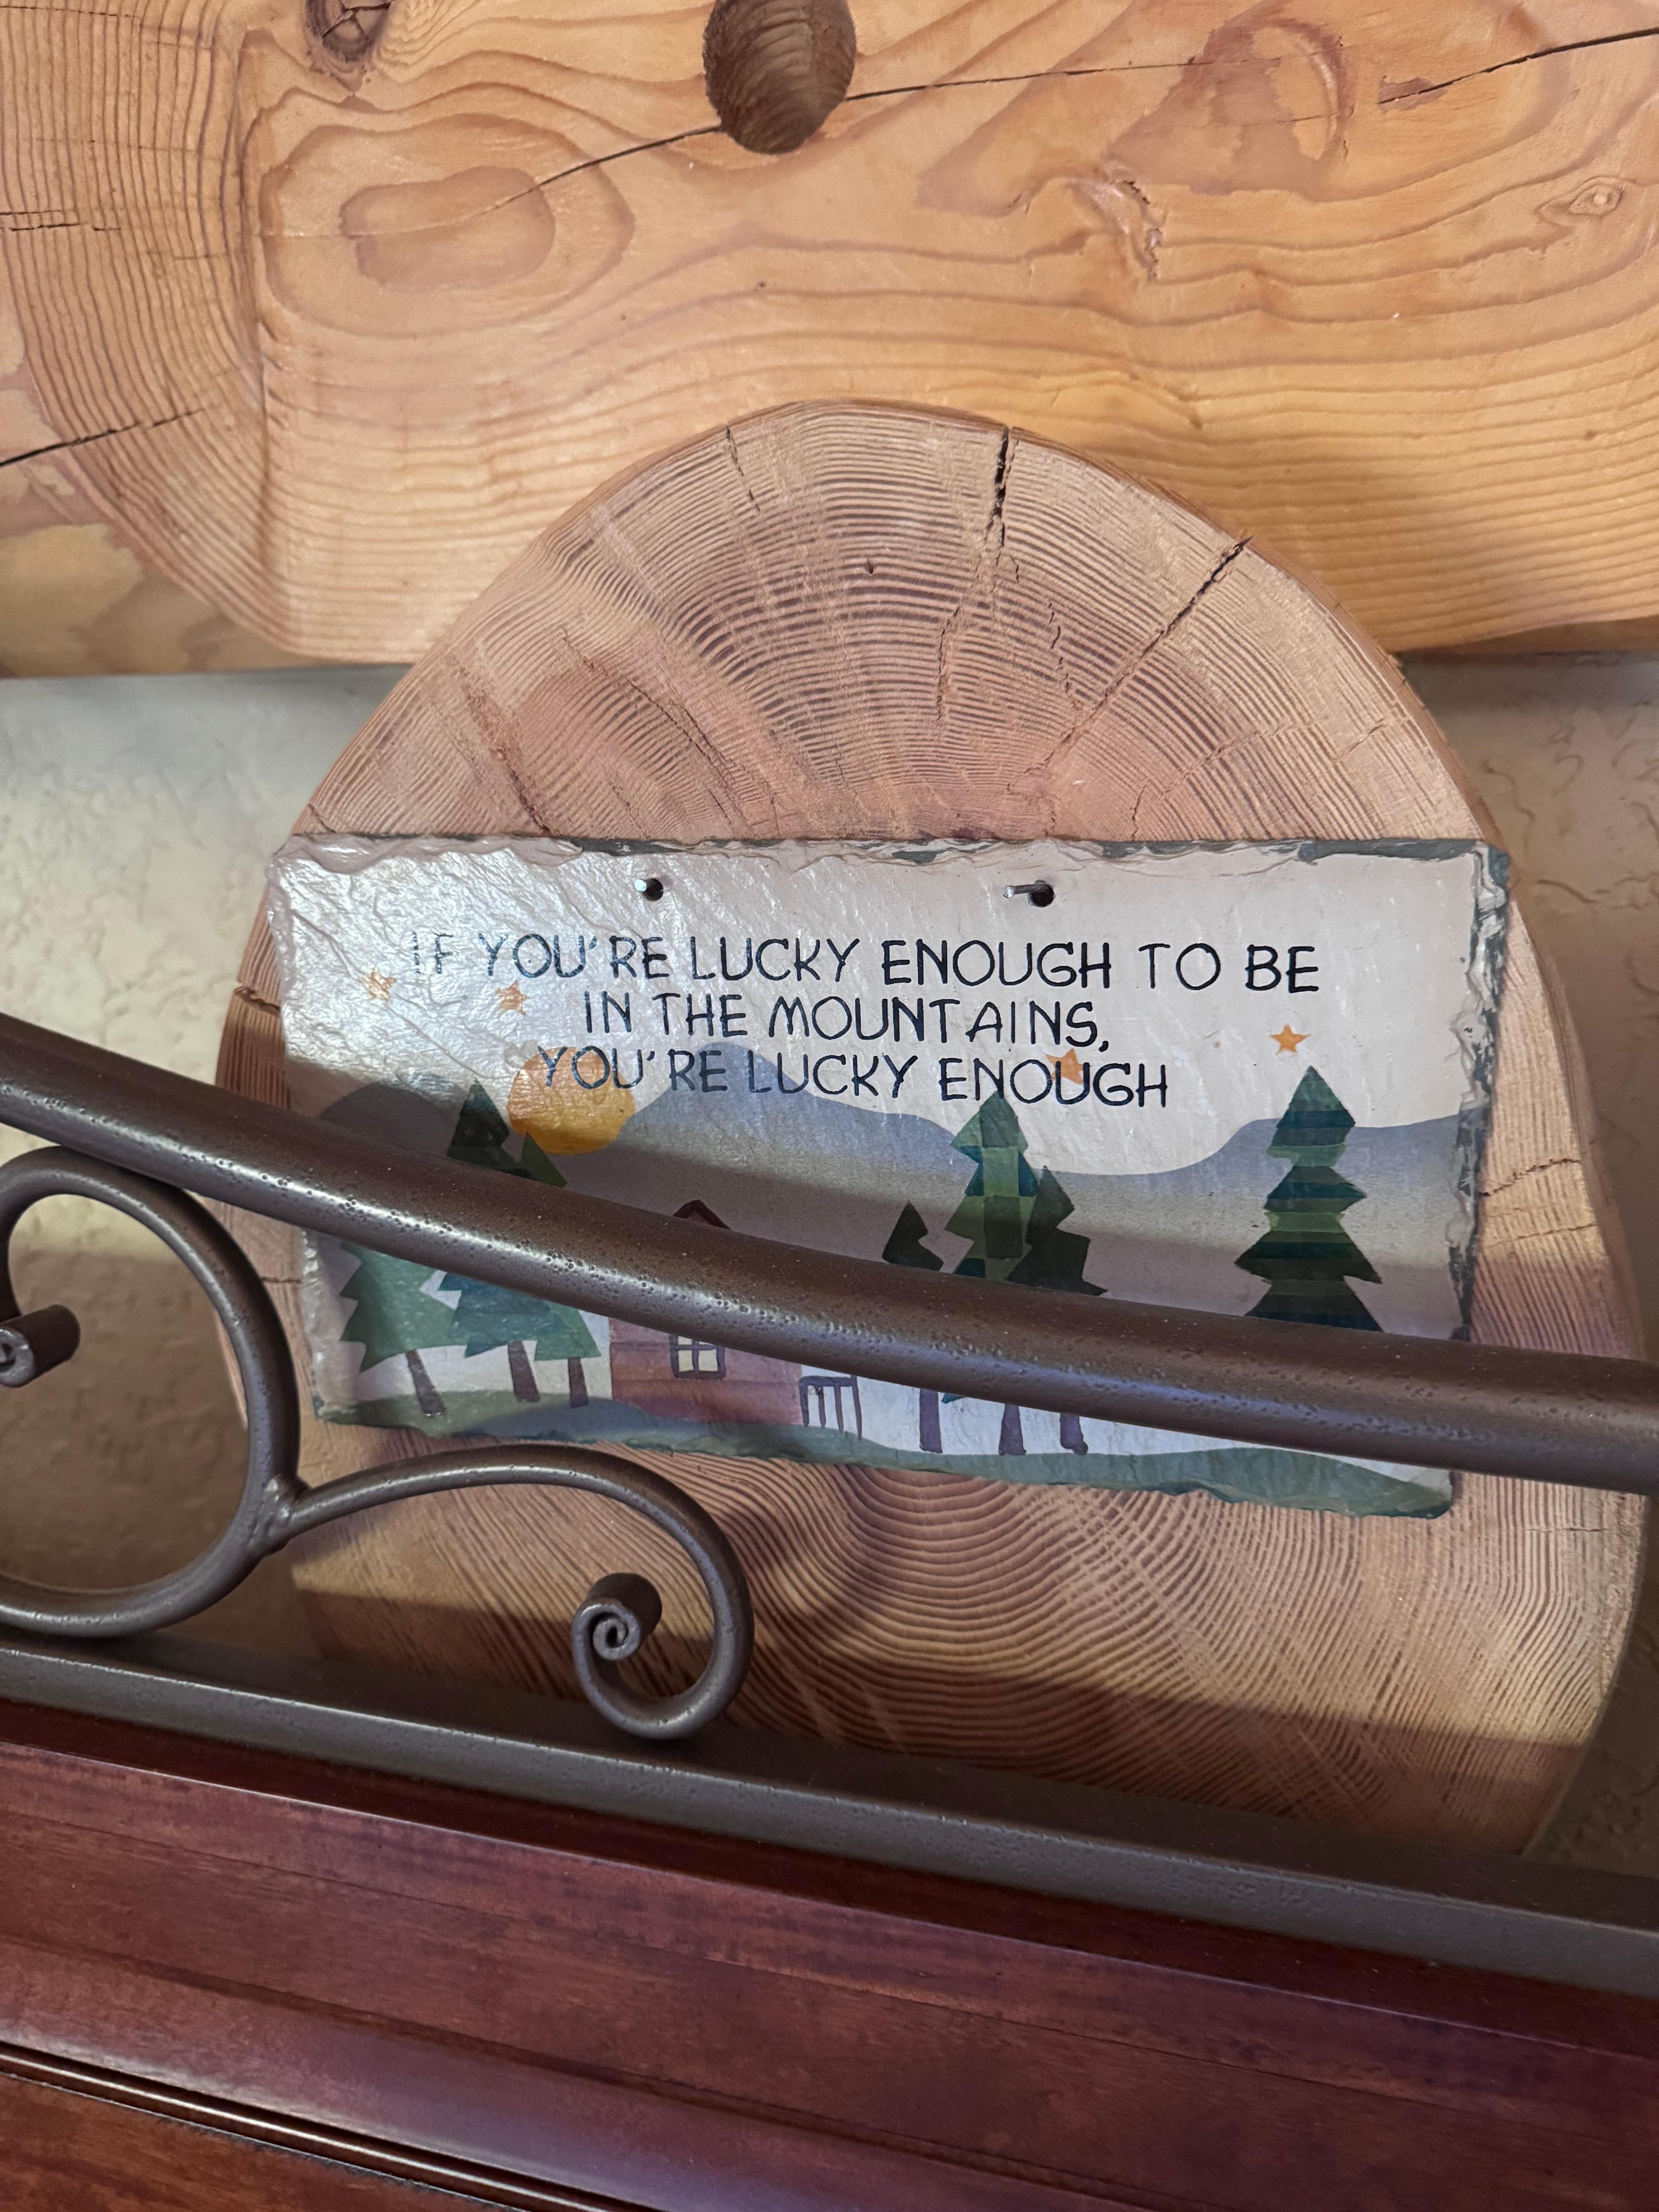 IF YOU'RE LUCKY ENOUGH TO BE
IN THE MOUNTAINS,
YOU'RE LUCKY ENOUGH